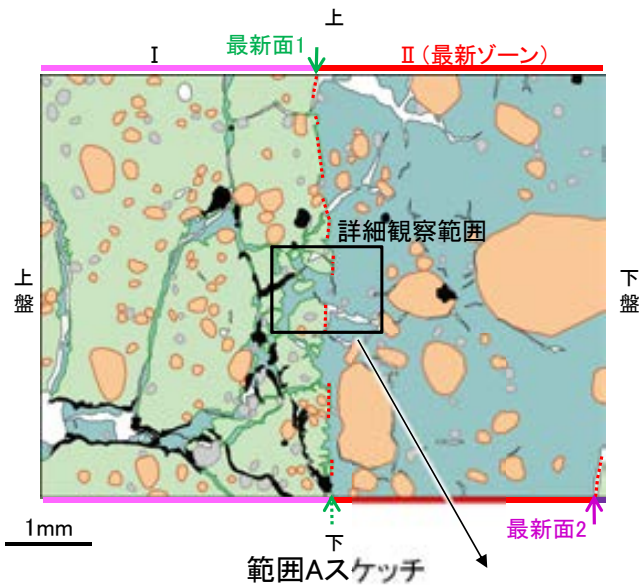 上
最新面1
I
II（最新ゾーン）
詳細観察範囲
上盤
下盤
1mm
下
最新面2
範囲Aスケッチ